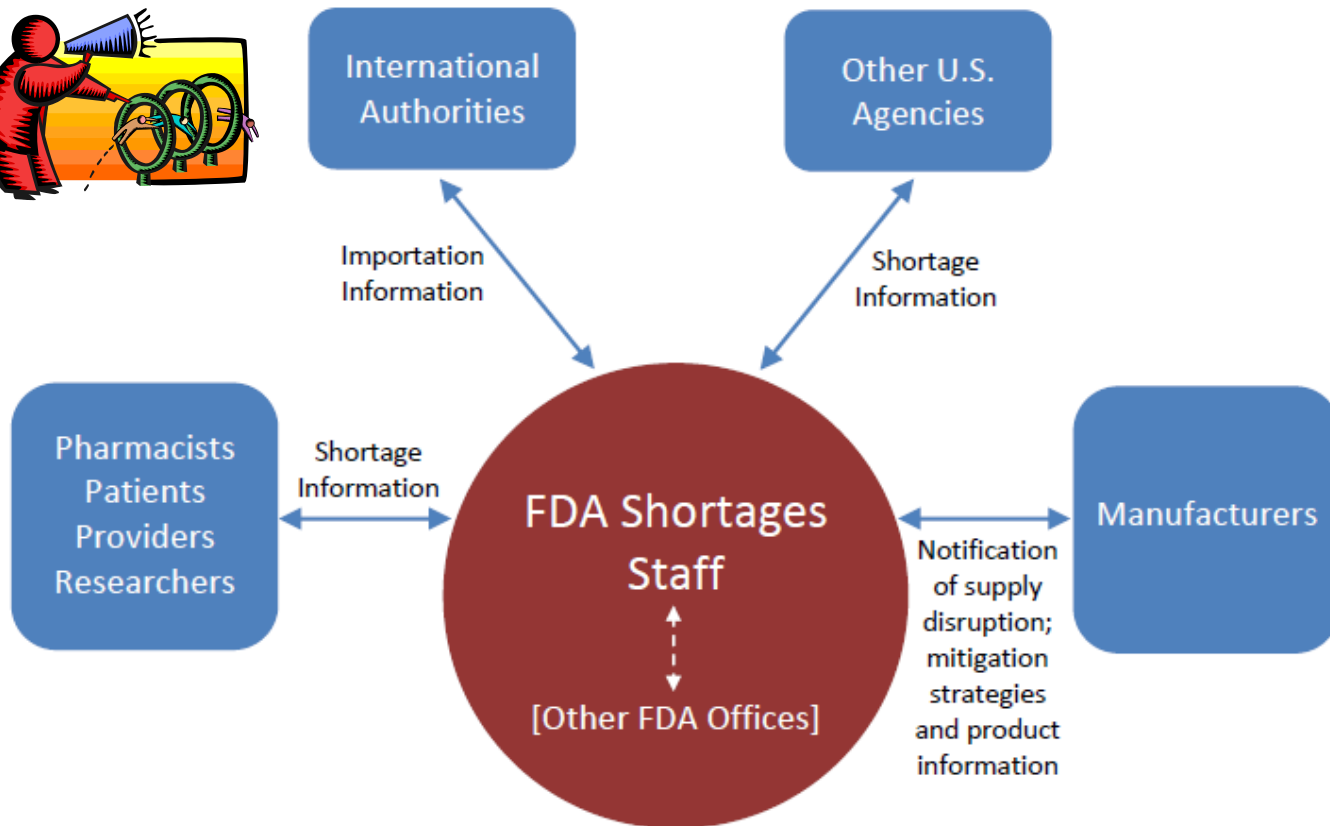 International
Authorities
Other U.S.
Agencies
Importation
Information
Shortage
Information
Pharmacists
Patients
Providers
Researchers
Shortage
Information
FDA Shortages
Staff
[Other FDA Offices]
Notification
of supply
disruption;
mitigation
strategies
and product
information
Manufacturers